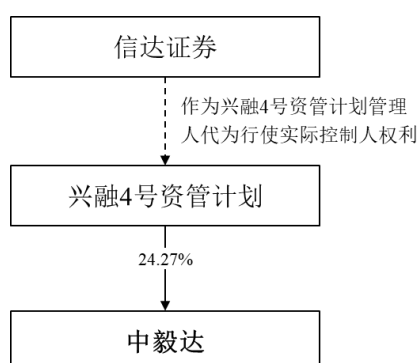 信达证券
作为兴融4号资管计划管理
人代为行使实际控制人权利
兴融4号资管计划
24.27%
中毅达